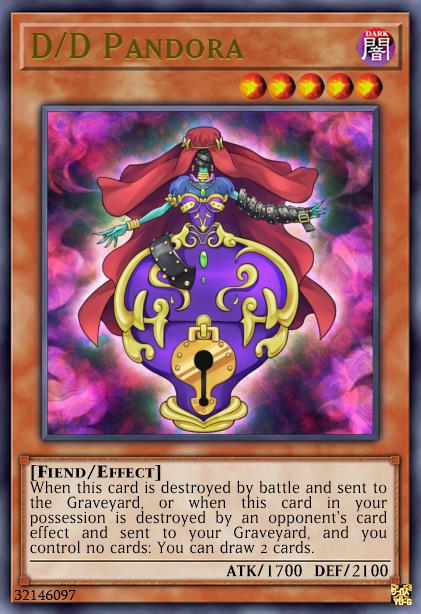 D/D Pandora
DARK
闇
[Fiend/Effect]
When this card is destroyed by battle and sent to
the Graveyard, or when this card in your
possession is destroyed by an opponent's card
effect and sent to your Graveyard, and you
control no cards: You can draw 2 cards.
ATK/1700 DEF/2100
32146097